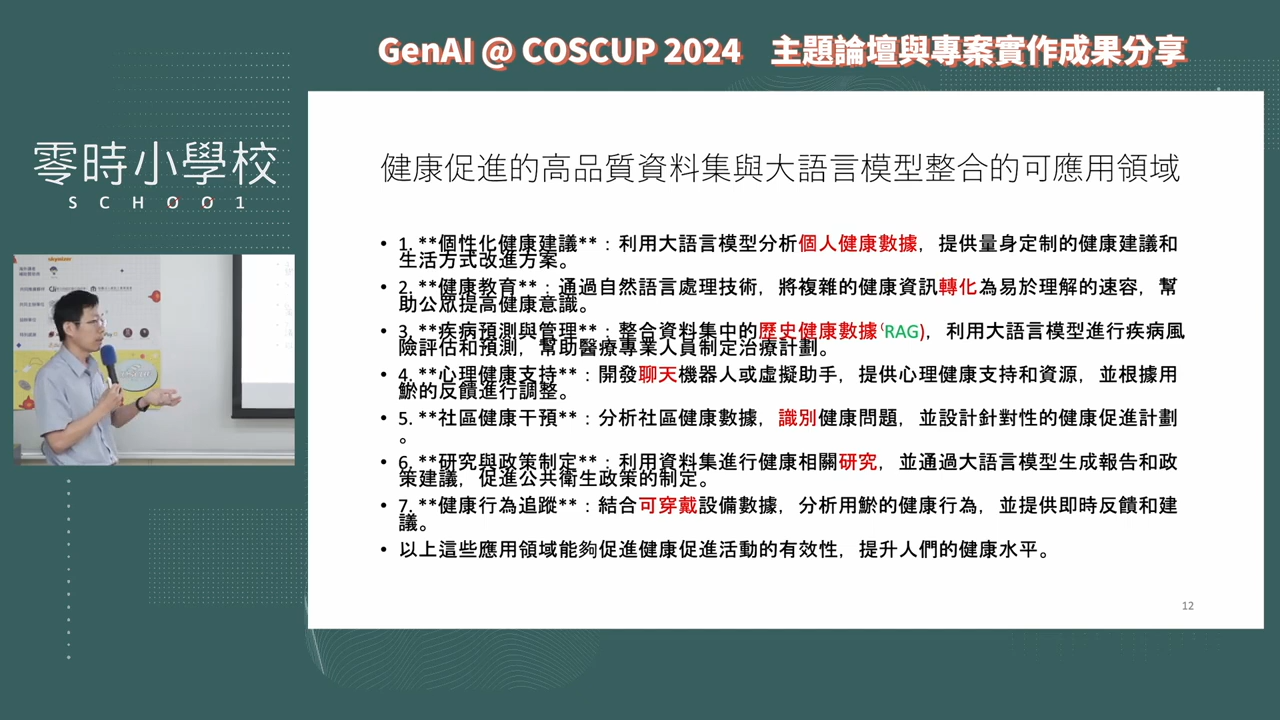 GenAI @ COSCUP 2024 主題論壇與專案實作成果分享
零時小學校
SCHOO1
健康促進的高品質資料集與大語言模型整合的可應用領域
• 1. **個性化健康建議**：利用大語言模型分析個人健康數據，提供量身定制的健康建議和
生活方式改進方案。
• 2. **健康教育**：通過自然語言處理技術，將複雜的健康資訊轉化為易於理解的速容，幫
助公眾提高健康意識。
• 3. **疾病預測與管理**：整合資料集中的歷史健康數據(RAG)，利用大語言模型進行疾病風
險評估和預測，幫助醫療專業人員制定治療計劃。
• 4. **心理健康支持**：開發聊天機器人或虛擬助手，提供心理健康支持和資源，並根據用
鯲的反饋進行調整。
• 5. **社區健康干預**：分析社區健康數據，識別健康問題，並設計針對性的健康促進計劃
。
• 6. **研究與政策制定**：利用資料集進行健康相關研究，並通過大語言模型生成報告和政
策建議，促進公共衛生政策的制定。
• 7. **健康行為追蹤**：結合可穿戴設備數據，分析用鯲的健康行為，並提供即時反饋和建
議。
• 以上這些應用領域能夠促進健康促進活動的有效性，提升人們的健康水平。
12